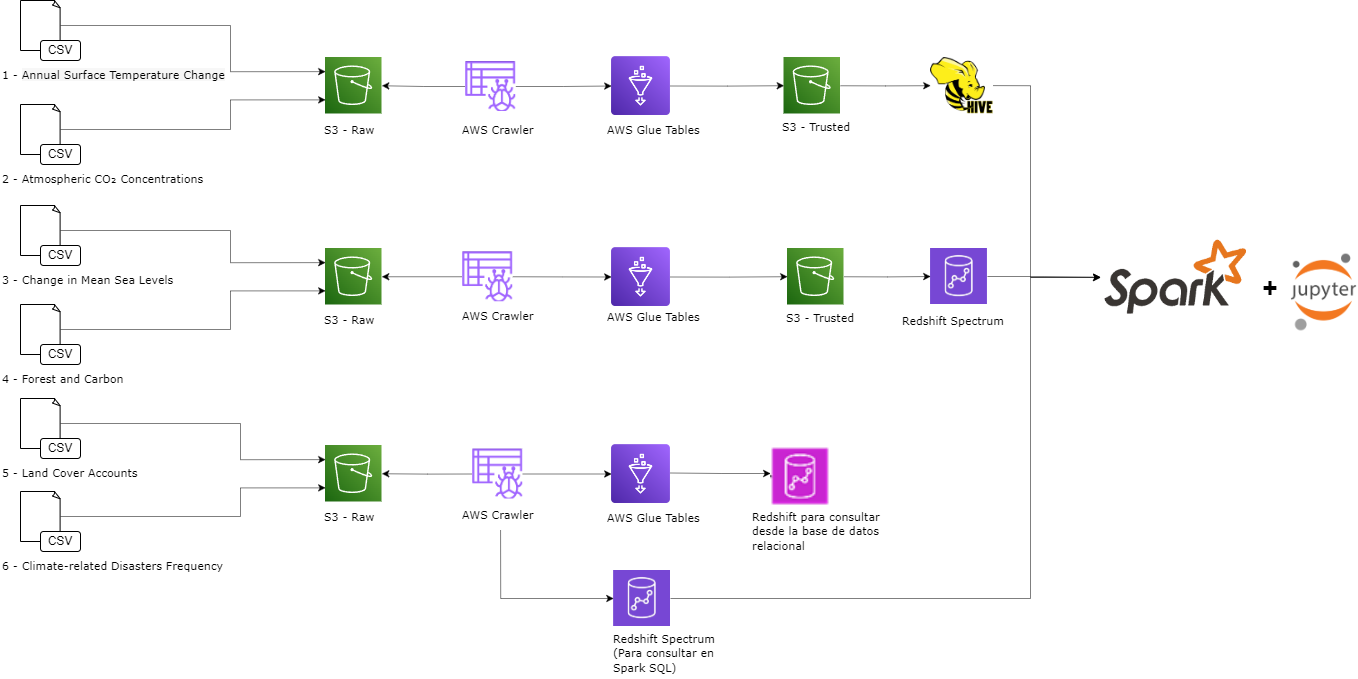 CSV
1 - Annual Surface Temperature Change
CSV
2 - Atmospheric CO₂ Concentrations
S3 - Raw
AWS Crawler
AWS Glue Tables
S3 - Trusted
HIVE
CSV
3 - Change in Mean Sea Levels
CSV
4 - Forest and Carbon
S3 - Raw
AWS Crawler
AWS Glue Tables
S3 - Trusted
Redshift Spectrum
Spark
+
jupyter
CSV
5 - Land Cover Accounts
CSV
6 - Climate-related Disasters Frequency
S3 - Raw
AWS Crawler
AWS Glue Tables
Redshift para consultar
desde la base de datos
relacional
Redshift Spectrum
(Para consultar en
Spark SQL)